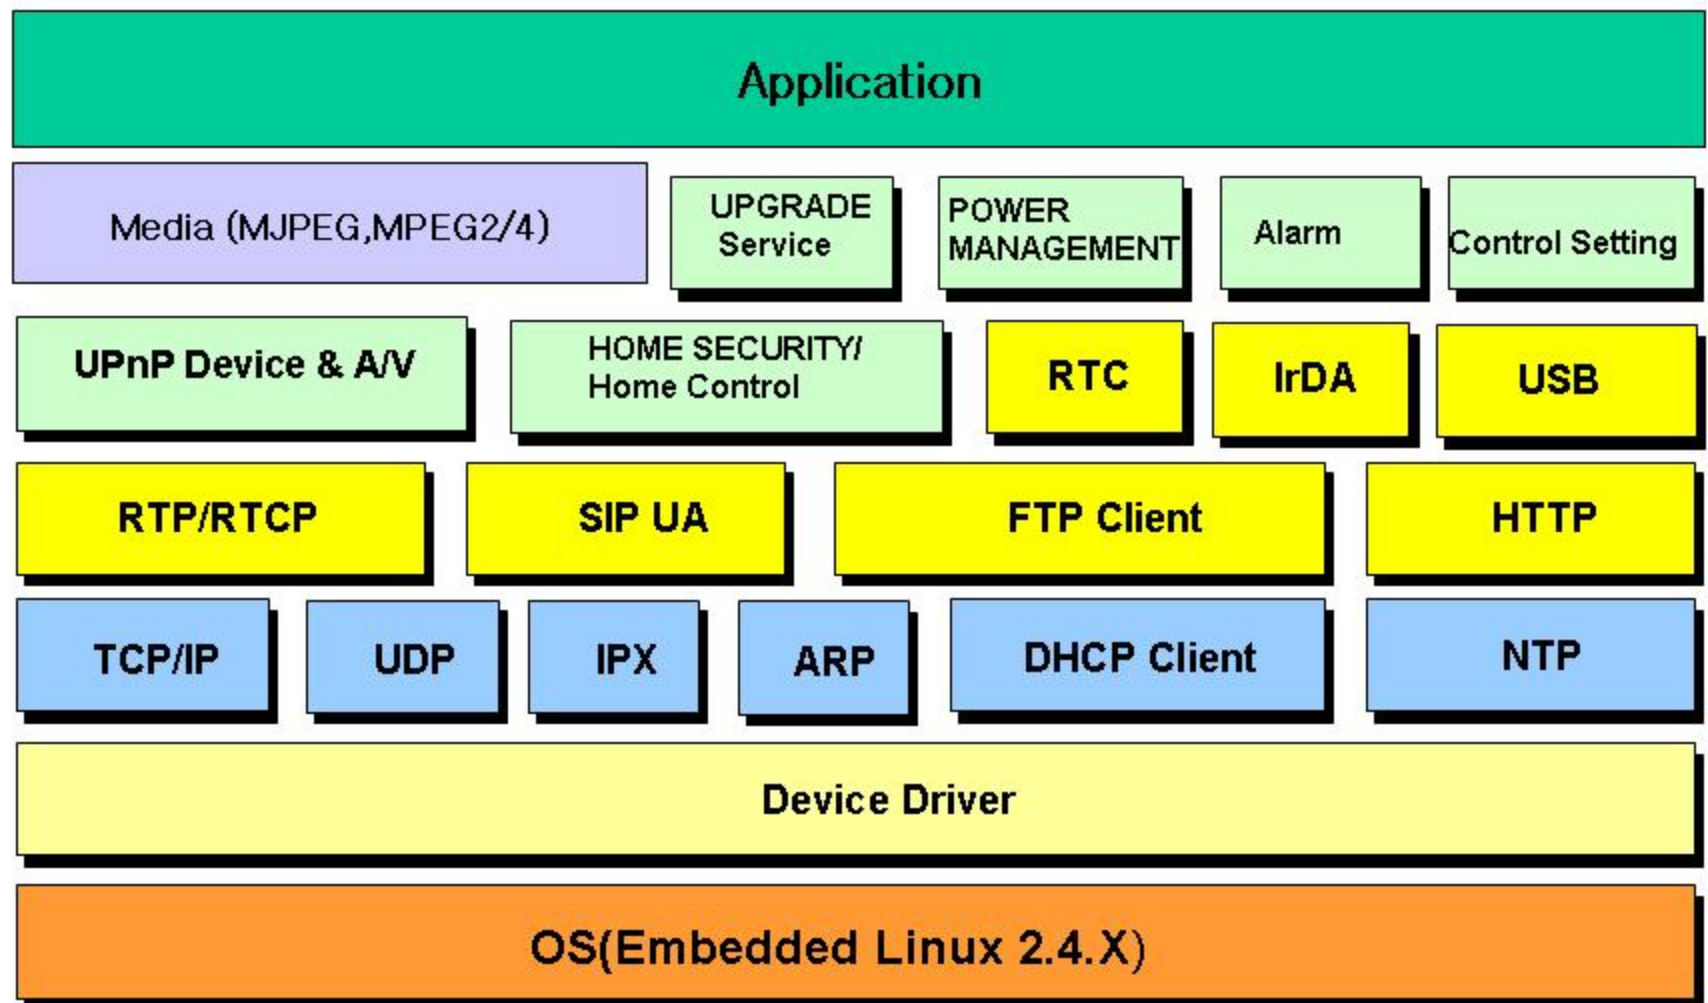 Application
Media (MJPEG,MPEG2/4)
UPGRADE
Service
POWER
MANAGEMENT
Alarm
Control Setting
UPnP Device & A/V
HOME SECURITY/
Home Control
RTC
IrDA
USB
RTP/RTCP
SIP UA
FTP Client
HTTP
TCP/IP
UDP
IPX
ARP
DHCP Client
NTP
Device Driver
OS(Embedded Linux 2.4.X)